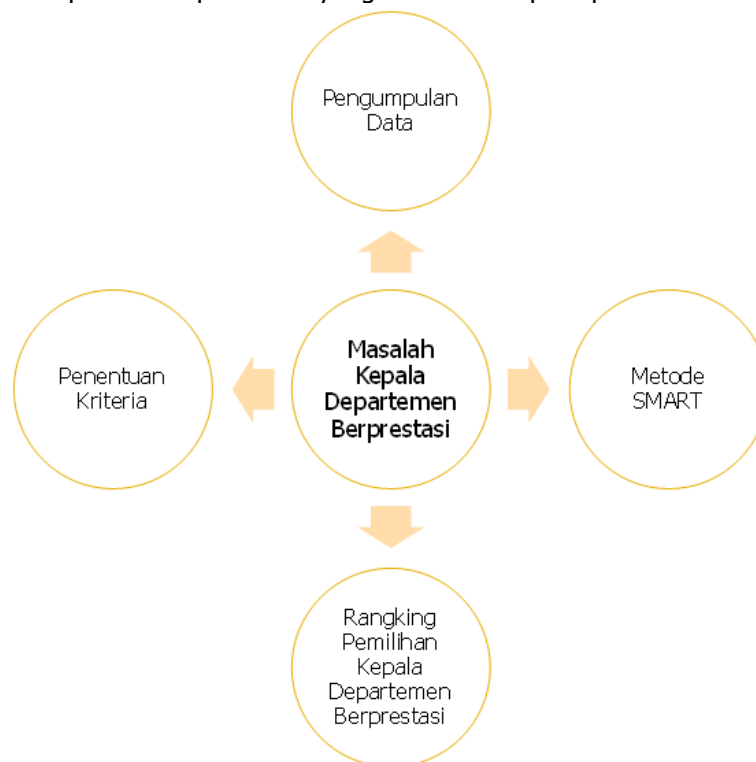 Pengumpulan
Data
Penentuan
Kriteria
Masalah
Kepala
Departemen
Berprestasi
Metode
SMART
Rangking
Pemilihan
Kepala
Departemen
Berprestasi